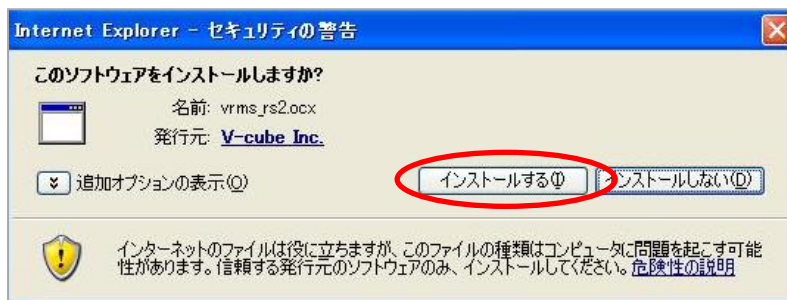 Internet Explorer - セキュリティの警告
このソフトウェアをインストールしますか?
名前: vrms_rs2.ocx
発行元: V-cube Inc.
追加オプションの表示(O)
インストールする(I)
インストールしない(D)
インターネットのファイルは役に立ちますが、このファイルの種類はコンピュータに問題を起こす可能
性があります。信頼する発行元のソフトウェアのみ、インストールしてください。危険性の説明